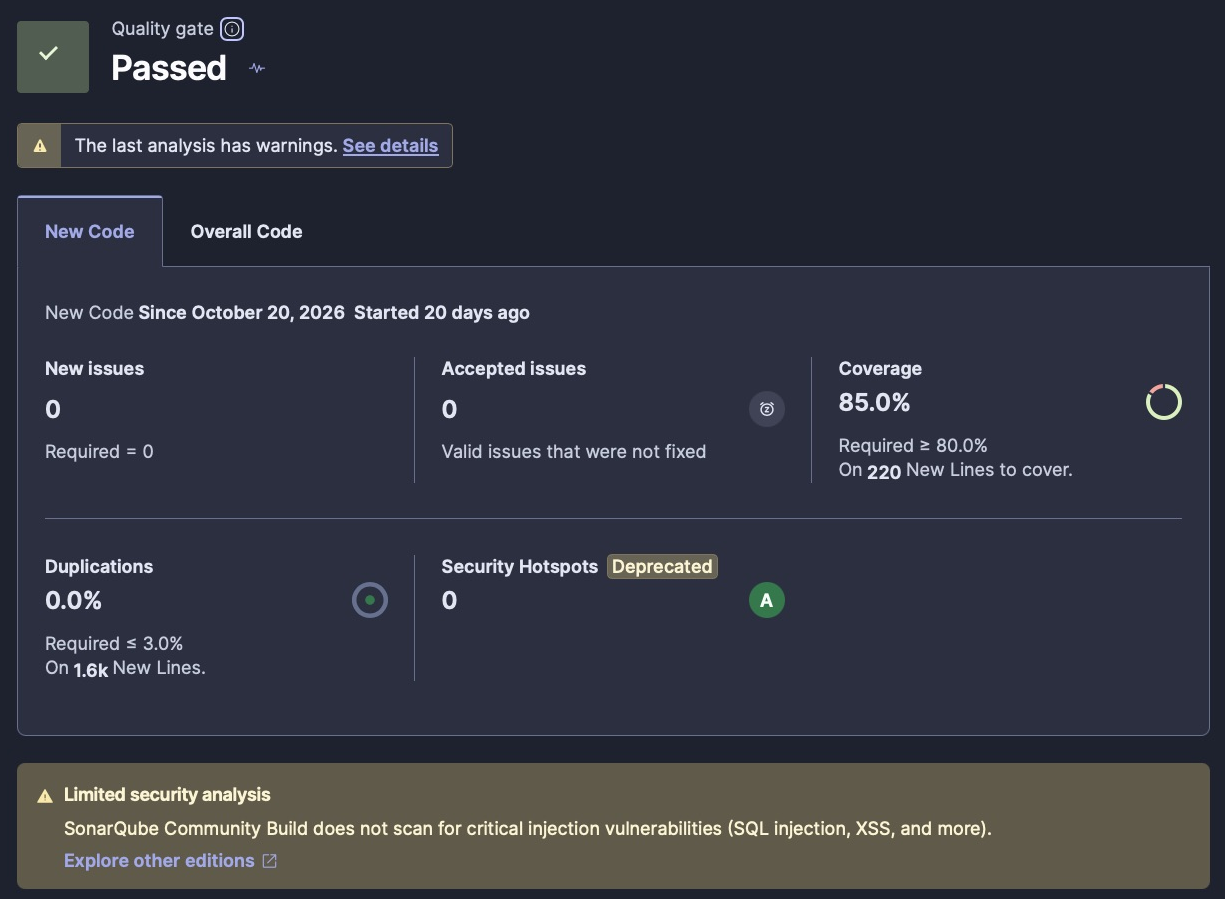 Quality gate
Passed
The last analysis has warnings. See details
New Code
Overall Code
New Code Since October 20, 2026 Started 20 days ago
New issues
0
Required = 0
Accepted issues
0
Valid issues that were not fixed
Coverage
85.0%
Required ≥ 80.0%
On 220 New Lines to cover.
Duplications
0.0%
Required ≤ 3.0%
On 1.6k New Lines.
Security Hotspots Deprecated
0
A
Limited security analysis
SonarQube Community Build does not scan for critical injection vulnerabilities (SQL injection, XSS, and more).
Explore other editions